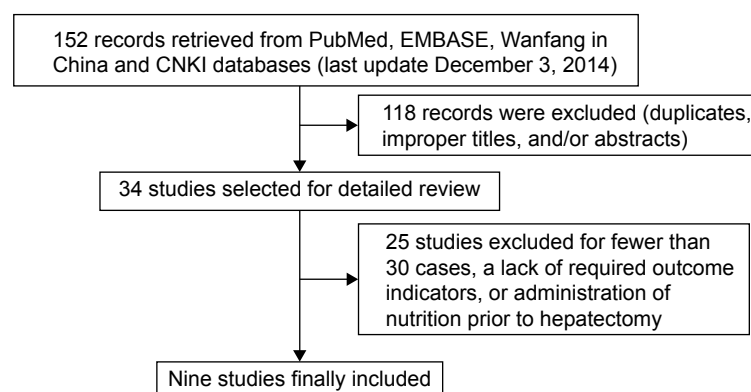 152 records retrieved from PubMed, EMBASE, Wanfang in
China and CNKI databases (last update December 3, 2014)
118 records were excluded (duplicates,
improper titles, and/or abstracts)
34 studies selected for detailed review
25 studies excluded for fewer than
30 cases, a lack of required outcome
indicators, or administration of
nutrition prior to hepatectomy
Nine studies finally included